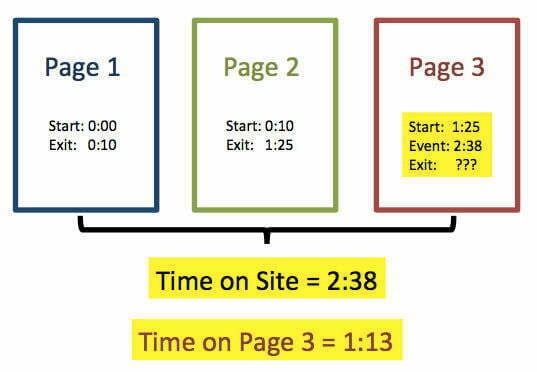 Page 1
Start: 0:00
Exit: 0:10
Page 2
Start: 0:10
Exit: 1:25
Page 3
Start: 1:25
Event: 2:38
Exit: ???
Time on Site = 2:38
Time on Page 3 = 1:13